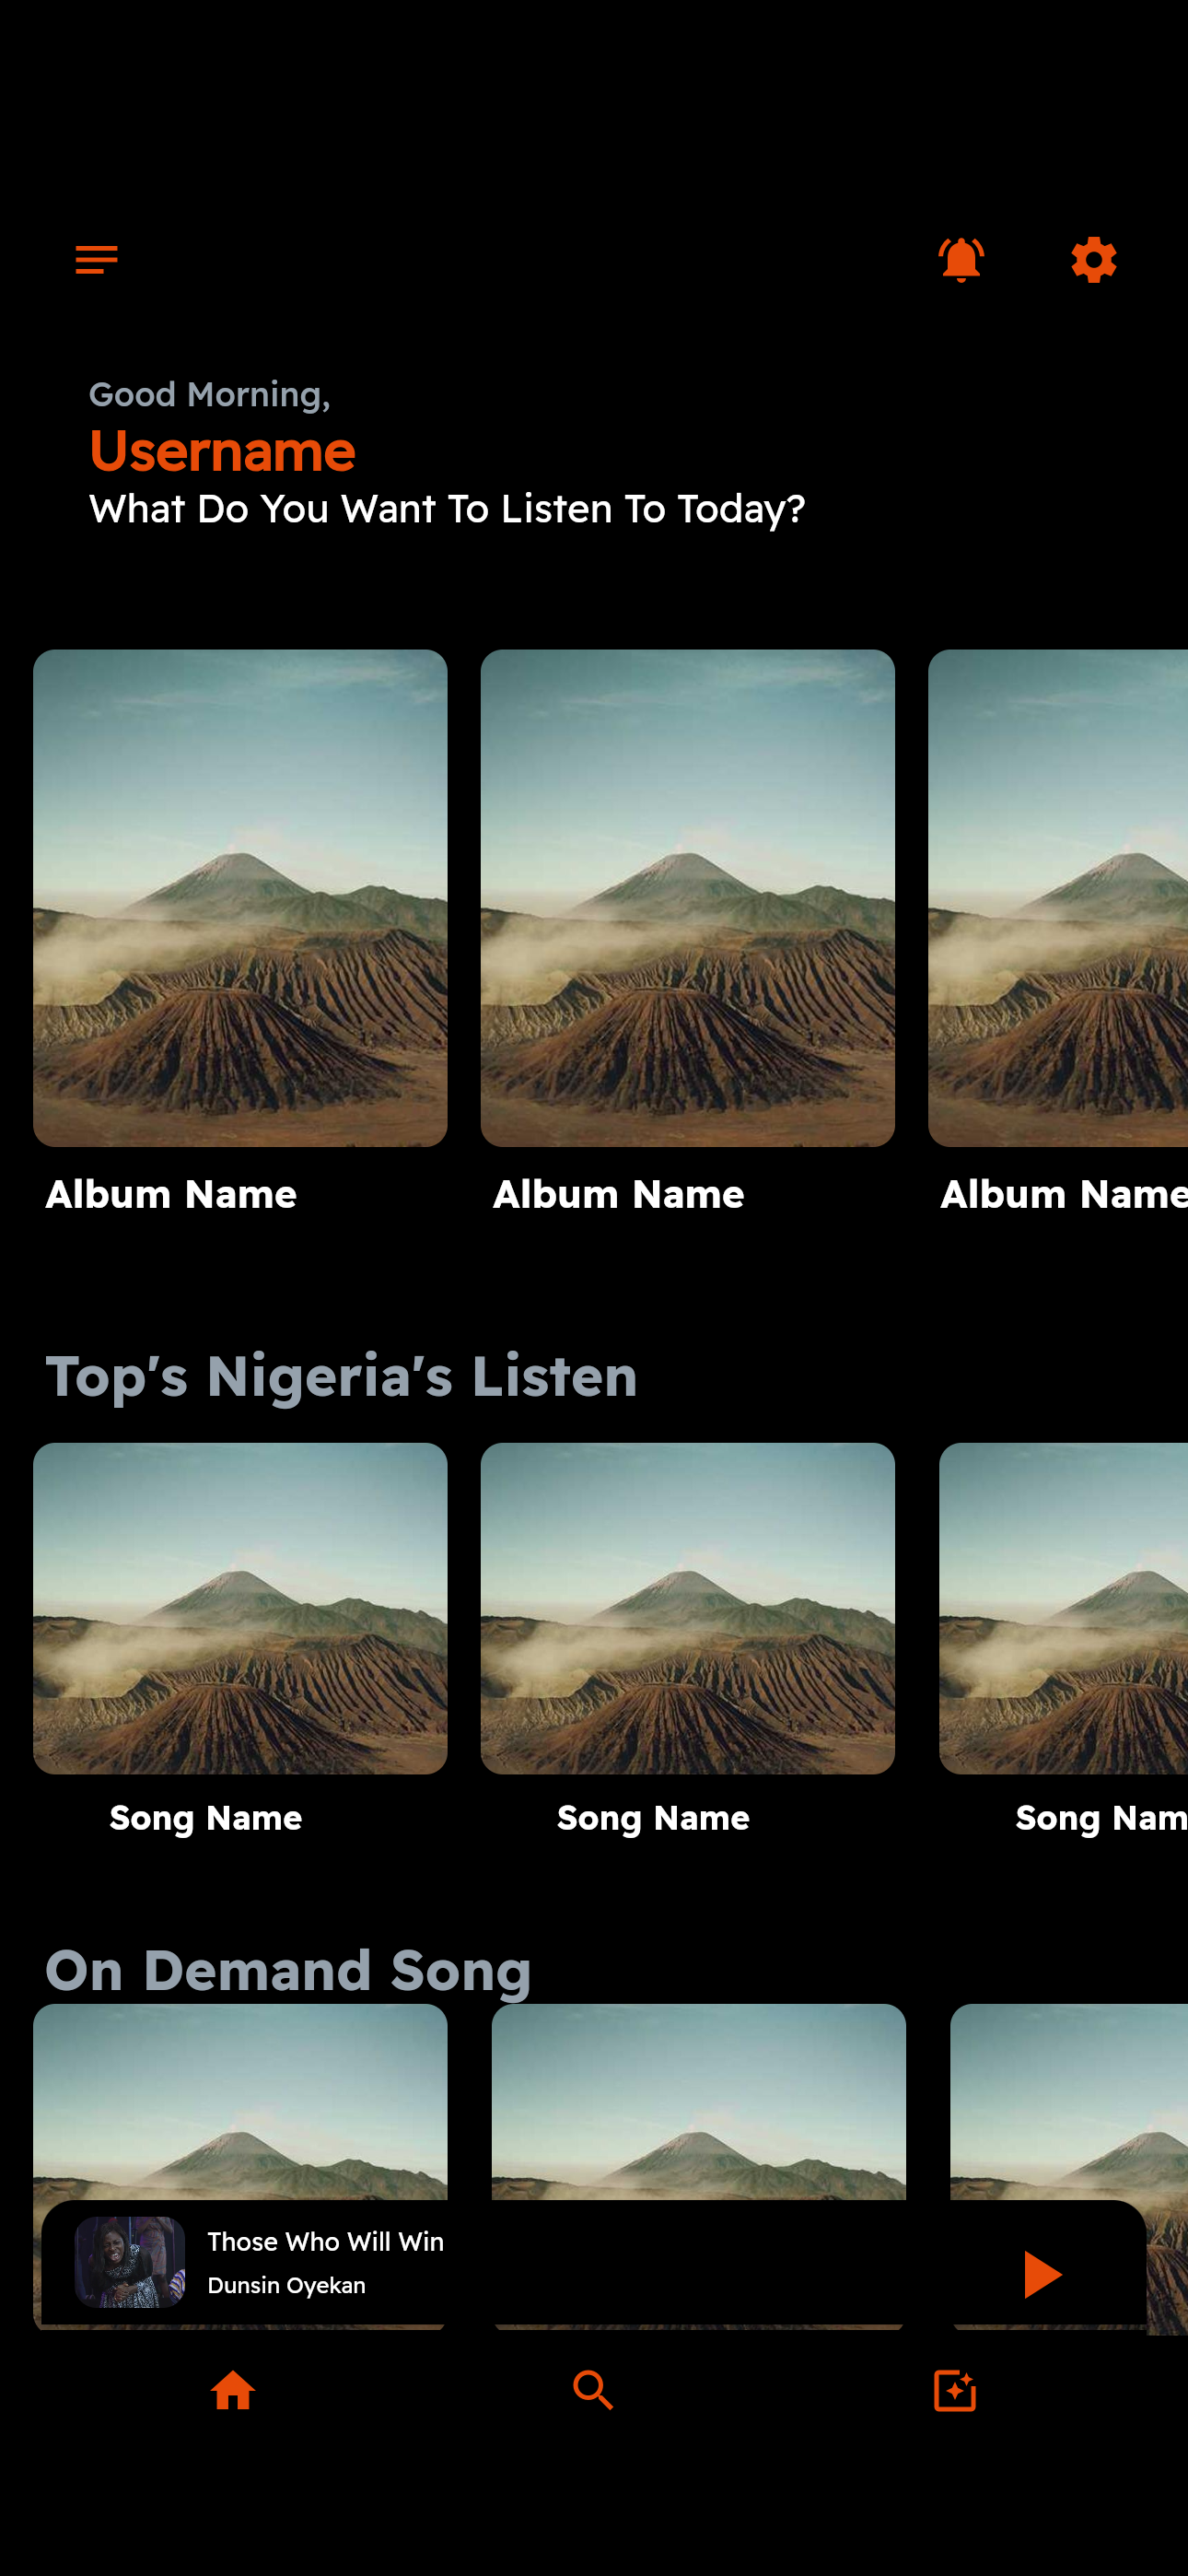 Good Morning,
Username
What Do You Want To Listen To Today?
Album Name
Album Name
Album Name
Top's Nigeria's Listen
Song Name
Song Name
Song Nam
On Demand Song
Those Who Will Win
Dunsin Oyekan